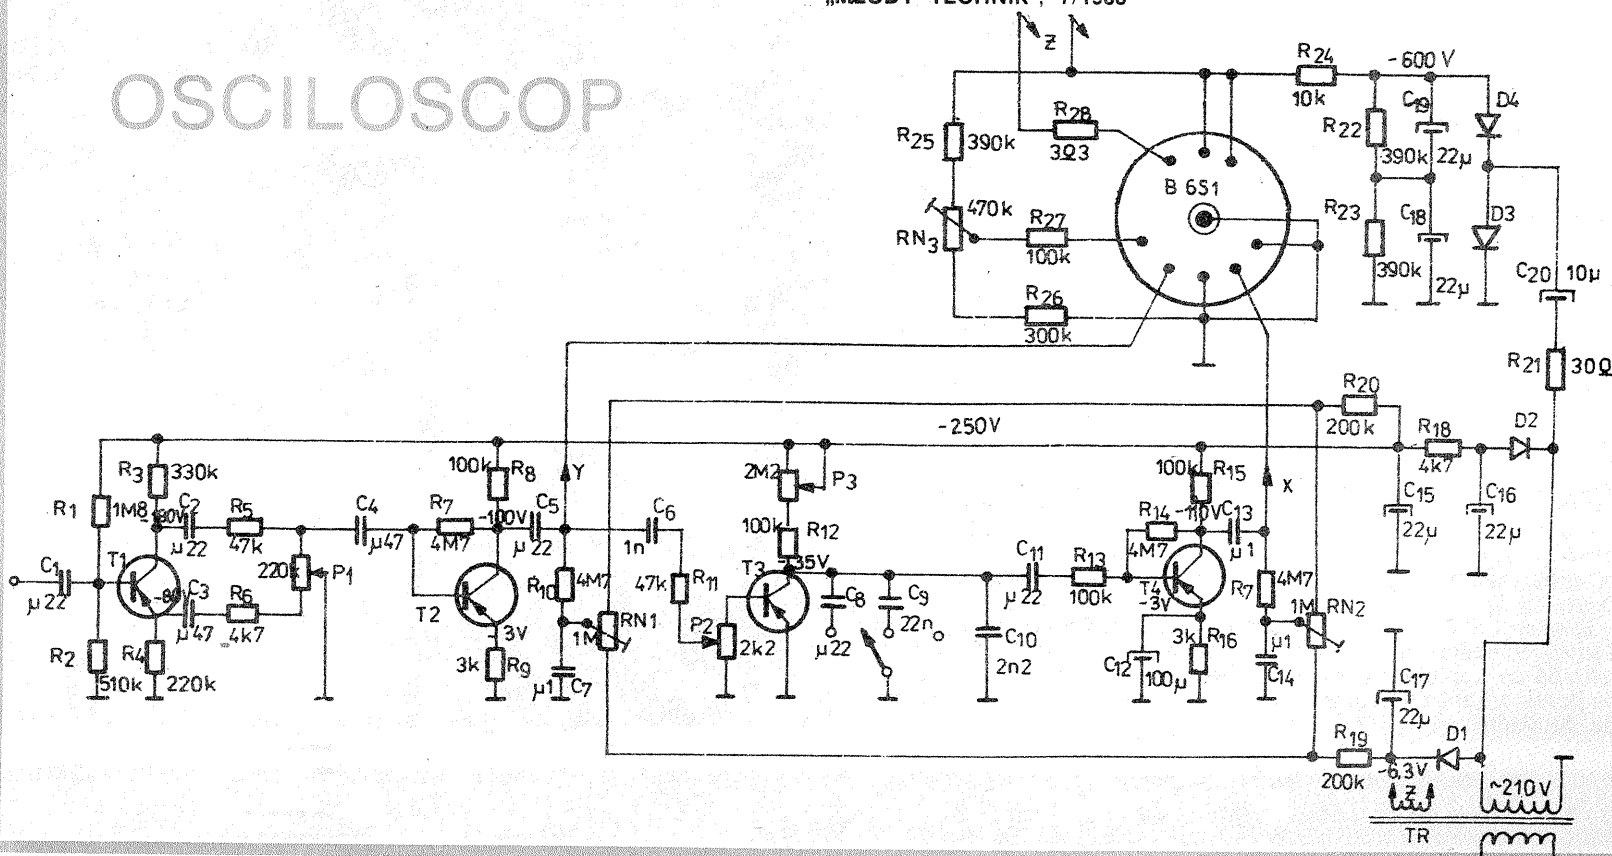 „MŁODY TECHNIK", 7/1988
OSCILOSCOP
Z
R24
10k
-600 V
C19
22µ
D4
R22
390k
R25
390k
R28
3Ω3
B 6S1
470k
RN3
R27
100k
R23
390k
C18
22µ
D3
C20
10µ
R26
300k
R21
30Ω
R20
200k
-250V
R18
4k7
D2
C15
22µ
C16
22µ
R3
330k
R1
1M8
-180V
C2
µ22
R5
47k
C4
µ47
R7
4M7
100k
R8
-100V
C5
µ22
Y
C6
1n
2M2
P3
100k
R12
-35V
100k
R15
-110V
X
R14
4M7
C13
µ1
C1
µ22
T1
220k
P1
C3
µ47
R6
4k7
R2
510k
R4
220k
T2
-3V
3k
R9
R10
4M7
1M
RN1
µ1
C7
47k
R11
P2
2k2
T3
C8
µ22
C9
22n
C10
2n2
C11
µ22
R13
100k
T4
-3V
3k
R16
C12
100µ
R7
4M7
1M
RN2
µ1
C14
C17
22µ
R19
200k
-6,3V
D1
Z
~210V
TR